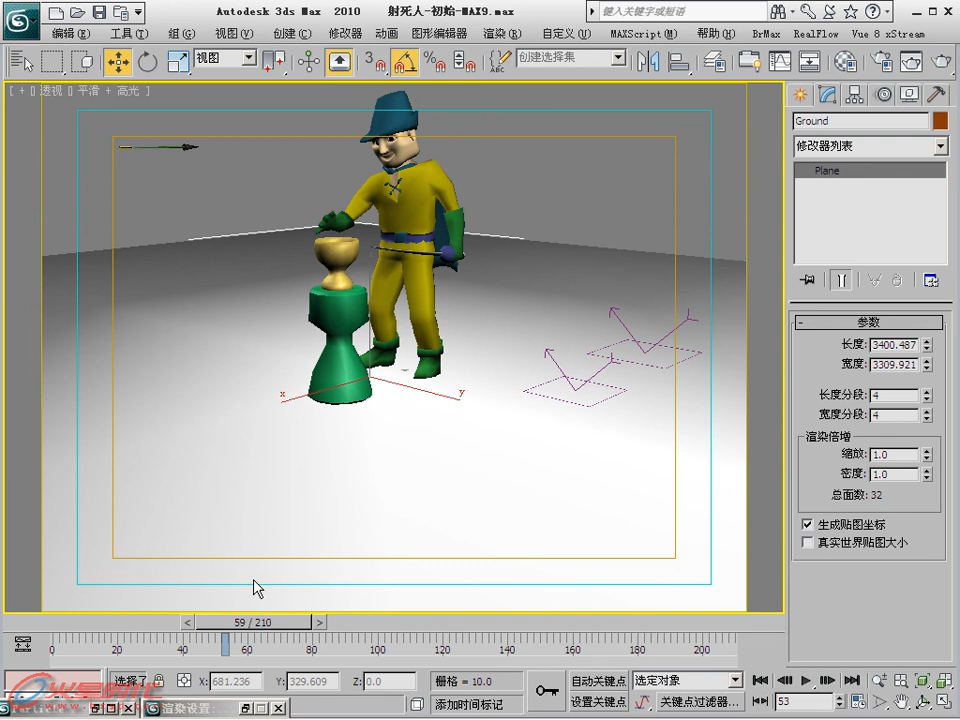 Autodesk 3ds Max 2010 射死人-初始-MAX9.max
键入关键字或短语
编辑(E) 工具(T) 组(G) 视图(V) 创建(C) 修改器 动画 图形编辑器 渲染(R) 自定义(U) MAXScript(M) 帮助(H) BrMax RealFlow Vue 8 xStream
视图 3 % ABC 创建选择集
[ + [] 透视 ] 平滑 + 高光 ]
Ground
修改器列表
Plane
参数
长度: 3400.487
宽度: 3309.921
长度分段: 4
宽度分段: 4
渲染倍增
缩放: 1.0
密度: 1.0
总面数: 32
生成贴图坐标
真实世界贴图大小
x y
< 59 / 210 >
0 20 40 60 80 100 120 140 160 180 200
选择了 X: 681.236 Y: 329.609 Z: 0.0 栅格 = 10.0 自动关键点 选定对象
添加时间标记 设置关键点 关键点过滤器... 53
火星时代
渲染设置: